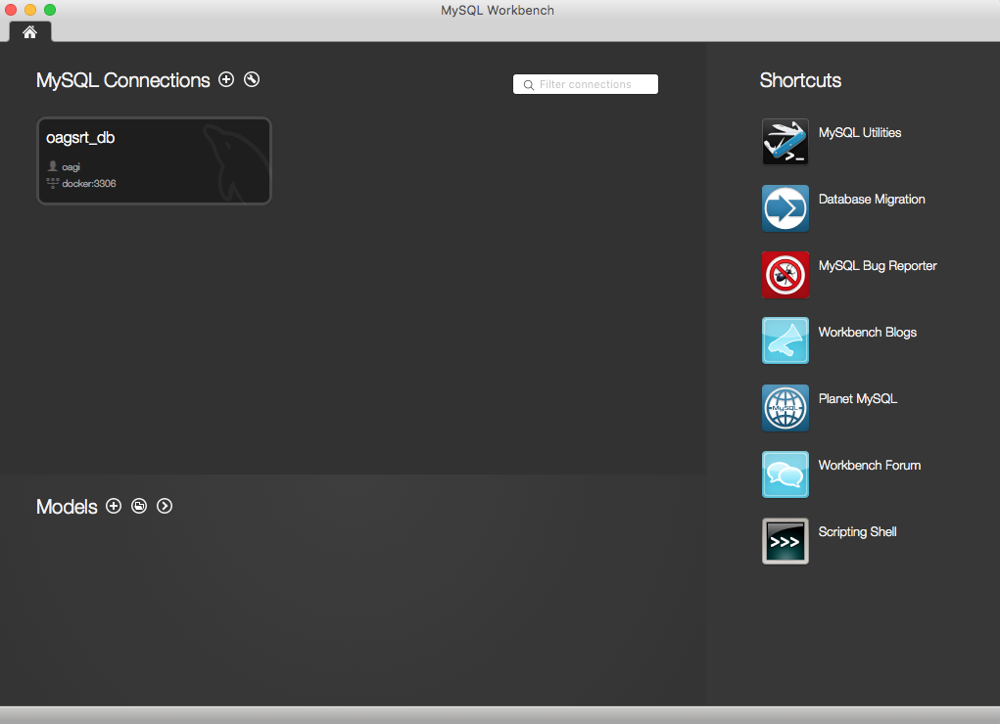 MySQL Workbench
MySQL Connections
Filter connections
oagsrt_db
oagi
docker:3306
Models
Shortcuts
MySQL Utilities
Database Migration
MySQL Bug Reporter
Workbench Blogs
MySQL
Planet MySQL
Workbench Forum
>>>
Scripting Shell